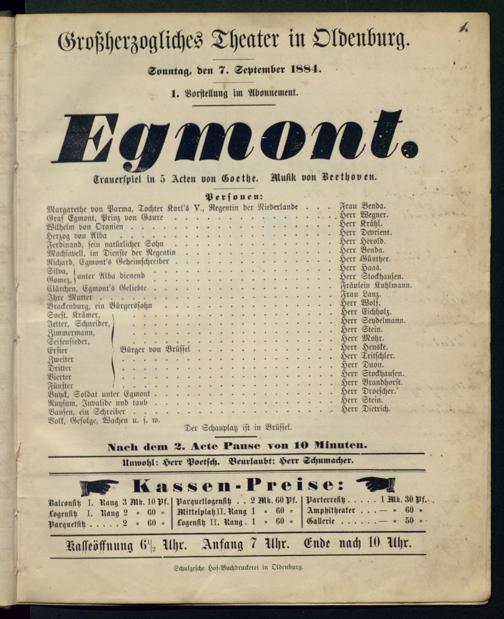 1.
Großherzogliches Theater in Oldenburg.
Sonntag, den 7. September 1884.
1. Vorstellung im Abonnement.
Egmont.
Trauerspiel in 5 Acten von Goethe. Musik von Beethoven.
Personen:
Margarethe von Parma, Tochter Karl's V., Regentin der Niederlande . . . Frau Benda.
Graf Egmont, Prinz von Gaure . . . Herr Wegner.
Wilhelm von Oranien . . . Herr Krähl.
Herzog von Alba . . . Herr Devrient.
Ferdinand, sein natürlicher Sohn . . . Herr Herold.
Machiavell, im Dienste der Regentin . . . Herr Benda.
Richard, Egmont's Geheimschreiber . . . Herr Günther.
Silva, } unter Alba dienend . . . Herr Haas.
Gomez, . . . Herr Stockhausen.
Clärchen, Egmont's Geliebte . . . Fräulein Kuhlmann.
Ihre Mutter . . . Frau Lanz.
Brackenburg, ein Bürgerssohn . . . Herr Wolf.
Soest, Krämer, . . . Herr Eichholz.
Jetter, Schneider, . . . Herr Seydelmann.
Zimmermann, . . . Herr Stein.
Seifensieder, . . . Herr Mohr.
Erster } Bürger von Brüssel . . . Herr Henske.
Zweiter . . . Herr Tritschler.
Dritter . . . Herr Duon.
Vierter . . . Herr Stockhausen.
Fünfter . . . Herr Brandhorst.
Buyck, Soldat unter Egmont . . . Herr Droescher.
Ruysum, Invalide und taub . . . Herr Stein.
Vansen, ein Schreiber . . . Herr Dietrich.
Volk, Gefolge, Wachen u. s. w.
Der Schauplatz ist in Brüssel.
Nach dem 2. Acte Pause von 10 Minuten.
Unwohl: Herr Poetsch. Beurlaubt: Herr Schumacher.
Kassen-Preise:
Balconsitz I. Rang 3 Mk. 10 Pf. Parquetlogensitz . . 2 Mk. 60 Pf. Parterresitz . . . . 1 Mk. 30 Pf.
Logensitz I. Rang 2 " 60 " Mittelplatz II. Rang 1 " 60 " Amphitheater . . . — " 60 "
Parquetsitz . . . . 2 " 60 " Logensitz II. Rang . 1 " 60 " Gallerie . . . . — " 50 "
Kasseöffnung 6½ Uhr. Anfang 7 Uhr. Ende nach 10 Uhr.
Schulzesche Hof-Buchdruckerei in Oldenburg.